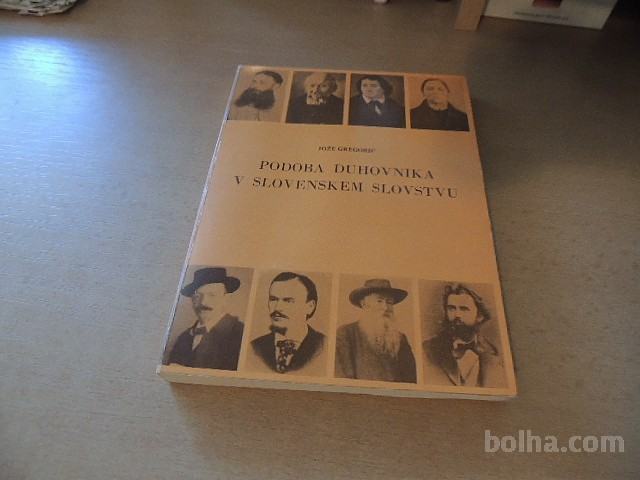 JOŽE GREGORIČ
PODOBA DUHOVNIKA
V SLOVENSKEM SLOVSTVU
bolha.com